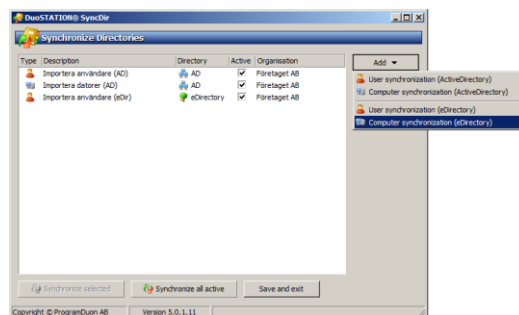 DuoSTATION® SyncDir
Synchronize Directories
Type Description Directory Active Organisation
Importera användare (AD) AD Företaget AB
Importera datorer (AD) AD Företaget AB
Importera användare (eDir) eDirectory Företaget AB
Add
User synchronization (ActiveDirectory)
Computer synchronization (ActiveDirectory)
User synchronization (eDirectory)
Computer synchronization (eDirectory)
Synchronize selected Synchronize all active Save and exit
Copyright © ProgramDuon AB Version 5.0.1.11